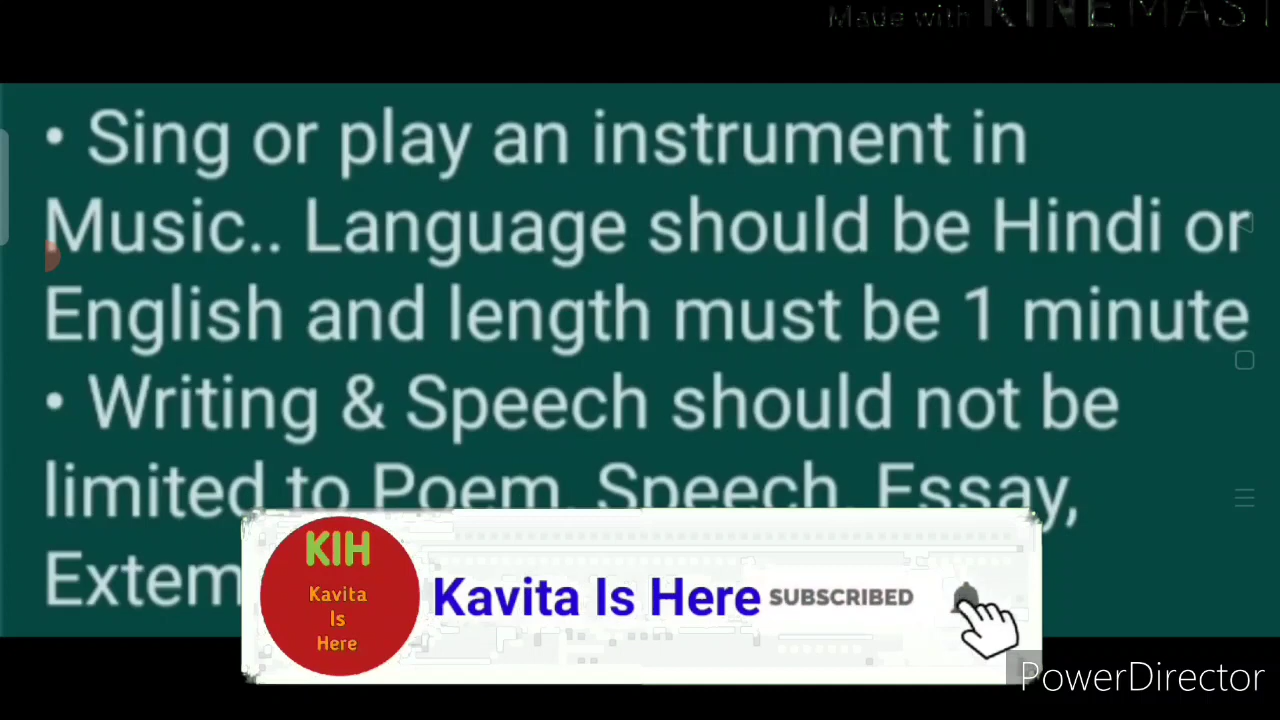 Made with KINEMAST
• Sing or play an instrument in
Music.. Language should be Hindi or
English and length must be 1 minute
• Writing & Speech should not be
limited to Poem, Speech, Essay,
Extem
KIH
Kavita
Is
Here
Kavita Is Here SUBSCRIBED
PowerDirector